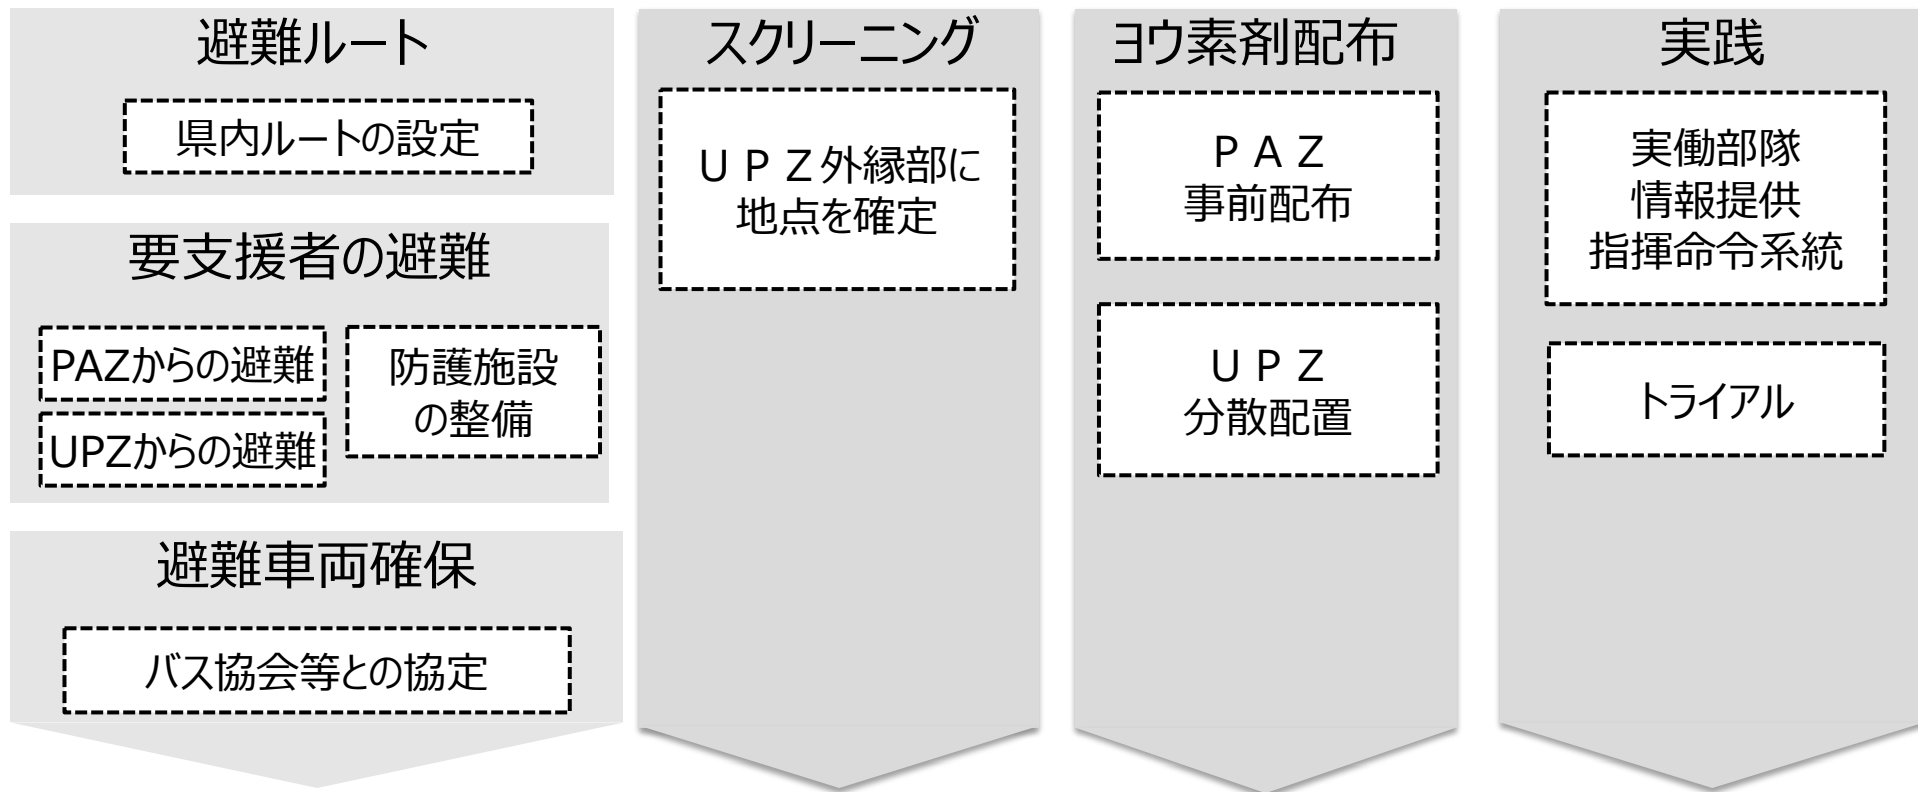 避難ルート
県内ルートの設定
要支援者の避難
PAZからの避難
UPZからの避難
防護施設
の整備
避難車両確保
バス協会等との協定
スクリーニング
ＵＰＺ外縁部に
地点を確定
ヨウ素剤配布
ＰＡＺ
事前配布
ＵＰＺ
分散配置
実践
実働部隊
情報提供
指揮命令系統
トライアル